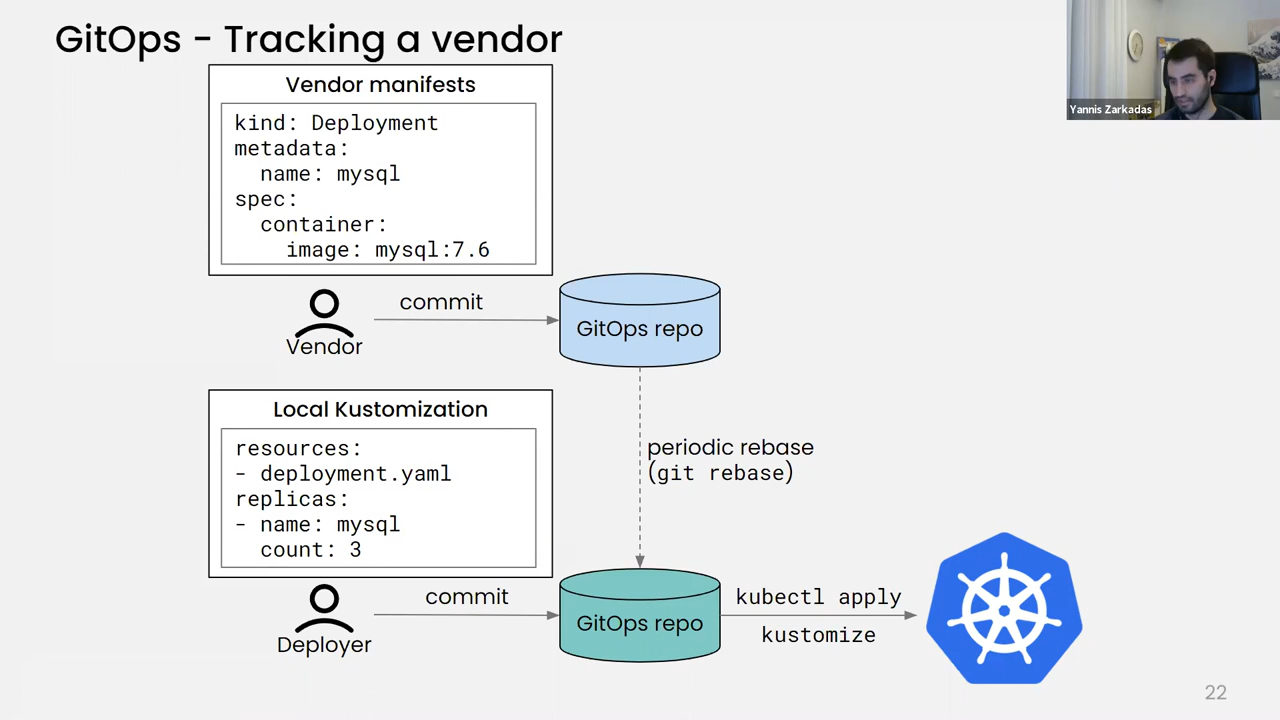 GitOps - Tracking a vendor
Yannis Zarkadas
Vendor manifests
kind: Deployment
metadata:
name: mysql
spec:
container:
image: mysql:7.6
commit
Vendor
GitOps repo
Local Kustomization
resources:
- deployment.yaml
replicas:
- name: mysql
count: 3
periodic rebase
(git rebase)
commit
Deployer
GitOps repo
kubectl apply
kustomize
22